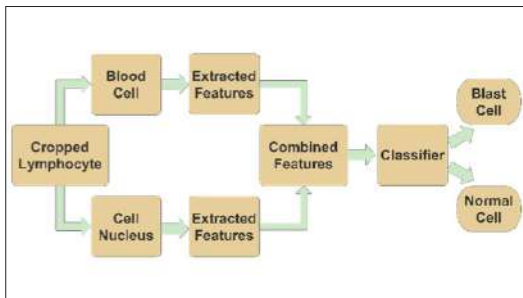 Cropped
Lymphocyte
Blood
Cell
Extracted
Features
Cell
Nucleus
Extracted
Features
Combined
Features
Classifier
Blast
Cell
Normal
Cell